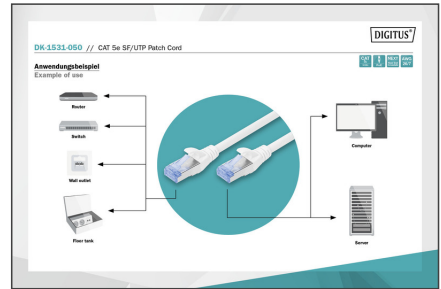 DIGITUS®
DK-1531-050 // CAT 5e SF/UTP Patch Cord
Anwendungsbeispiel
Example of use
Router
Switch
Wall outlet
Floor tank
Computer
Server